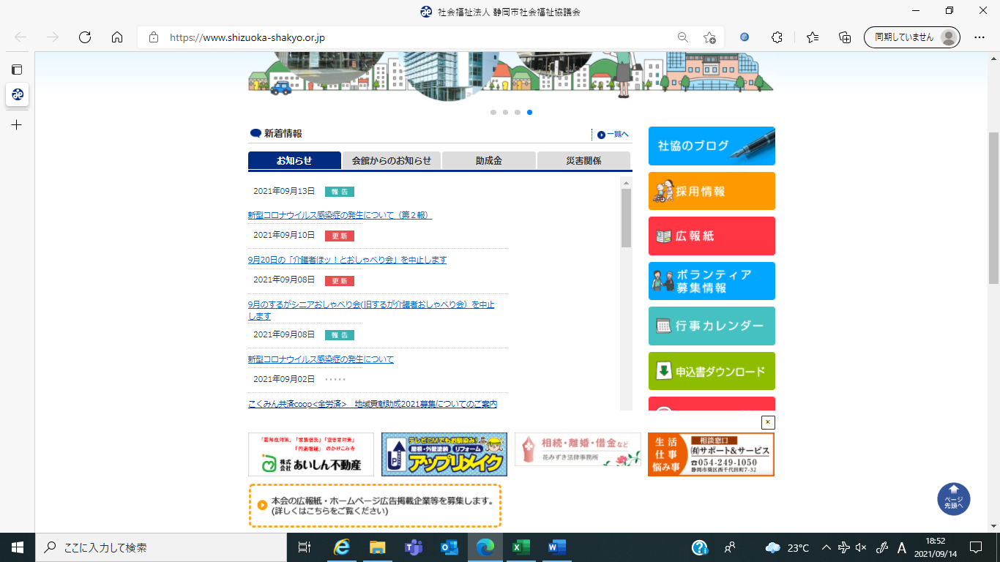 社会福祉法人 静岡市社会福祉協議会
https://www.shizuoka-shakyo.or.jp
同期していません
新着情報
一覧へ
お知らせ
会館からのお知らせ
助成金
災害関係
2021年09月13日 報告
新型コロナウイルス感染症の発生について（第２報）
2021年09月10日 更新
9月20日の「介護者ほッ！とおしゃべり会」を中止します
2021年09月08日 更新
9月のするがシニアおしゃべり会(旧するが介護者おしゃべり会）を中止
します
2021年09月08日 報告
新型コロナウイルス感染症の発生について
2021年09月02日
こくみん共済coop<全労済>　地域貢献助成2021募集についてのご案内
社協のブログ
採用情報
広報紙
ボランティア
募集情報
行事カレンダー
申込書ダウンロード
「認知症対策」「家族信託」「空き家対策」
「円満相続」のかけこみ寺
株式会社 あいしん不動産
テレビCMでもお馴染み!
屋根・外壁塗装 リフォーム
アップリメイク
相続・離婚・借金など
花みずき法律事務所
生活
仕事
悩み事
相談窓口
㈲サポート&サービス
☎054-249-1050
静岡市葵区西千代田町7-32
本会の広報紙・ホームページ広告掲載企業等を募集します。
(詳しくはこちらをご覧ください)
ページ
先頭へ
ここに入力して検索
23°C
A
18:52
2021/09/14